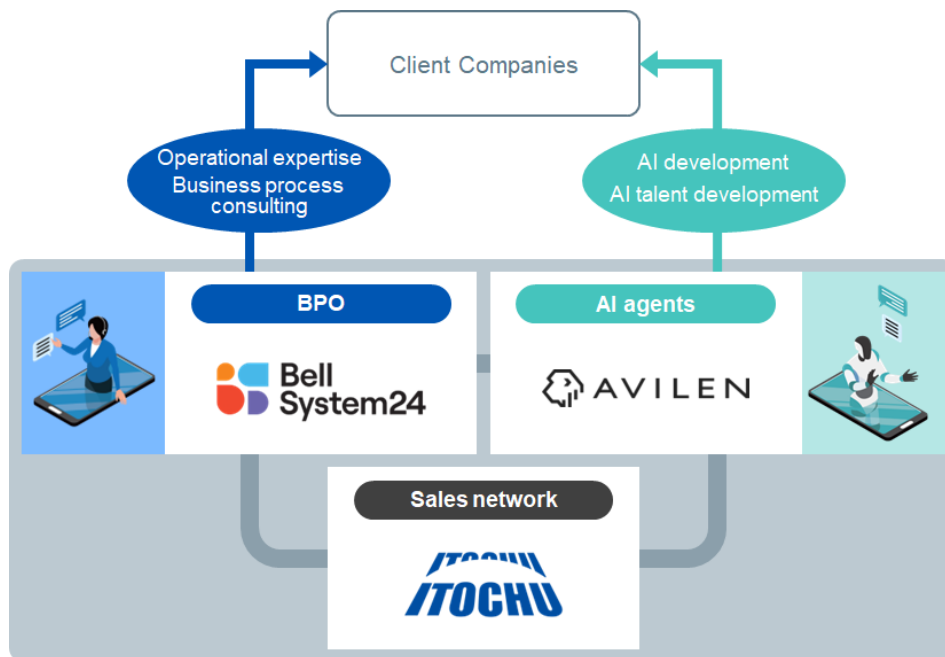 Client Companies
Operational expertise
Business process
consulting
AI development
AI talent development
BPO
AI agents
Bell
System24
AVILEN
Sales network
ITOCHU
ITOCHU